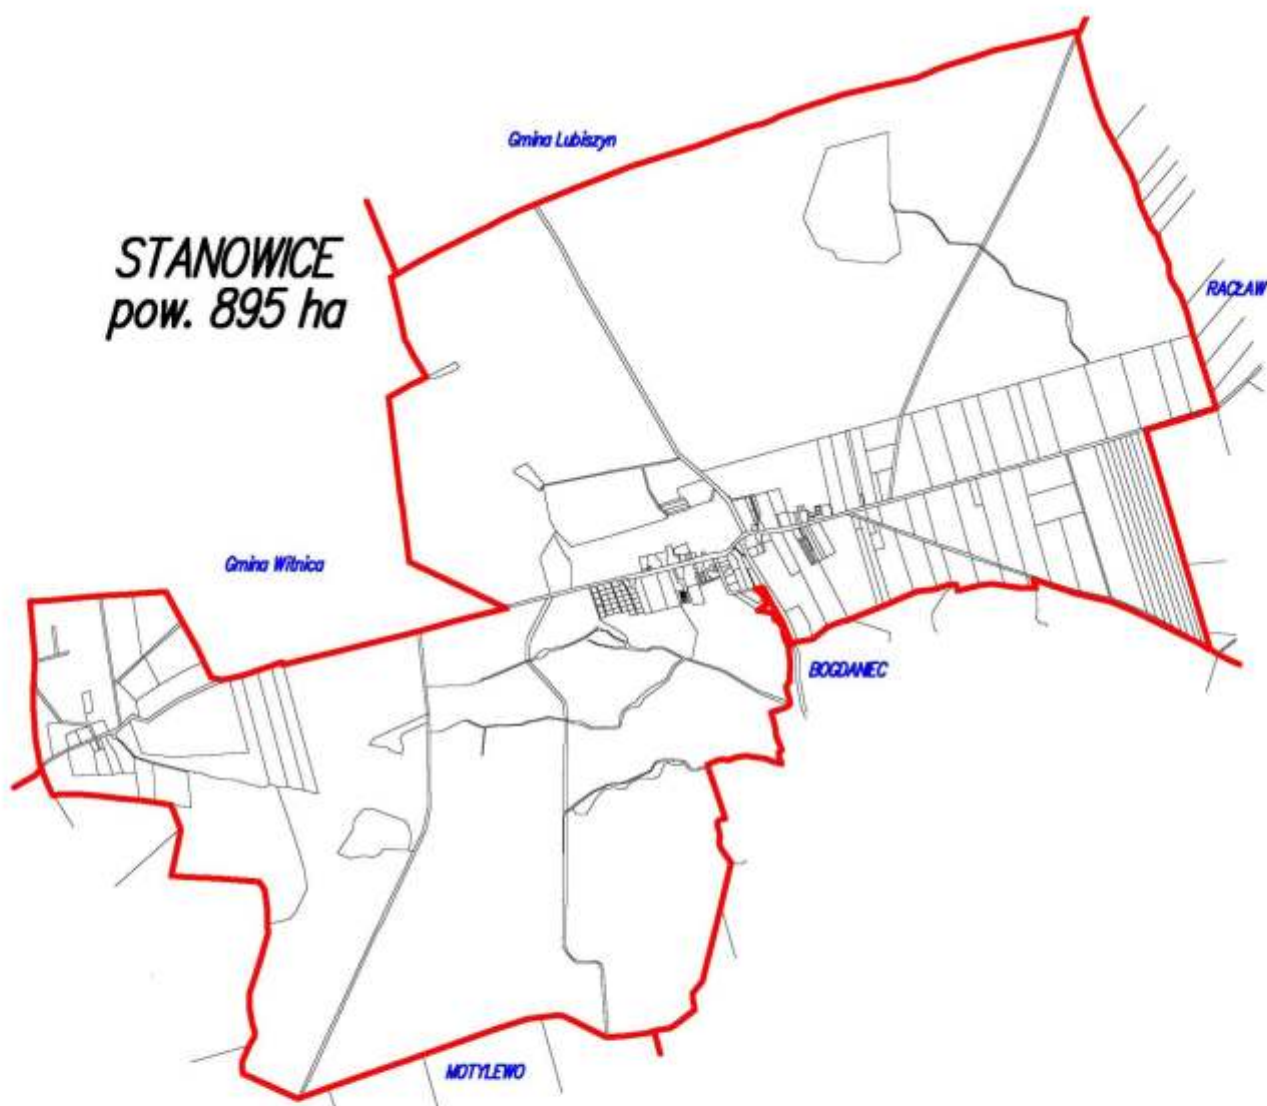 Gmina Lubiszyn
STANOWICE
pow. 895 ha
RACŁAW
Gmina Witnica
BOGDANIEC
MOTYLEWO